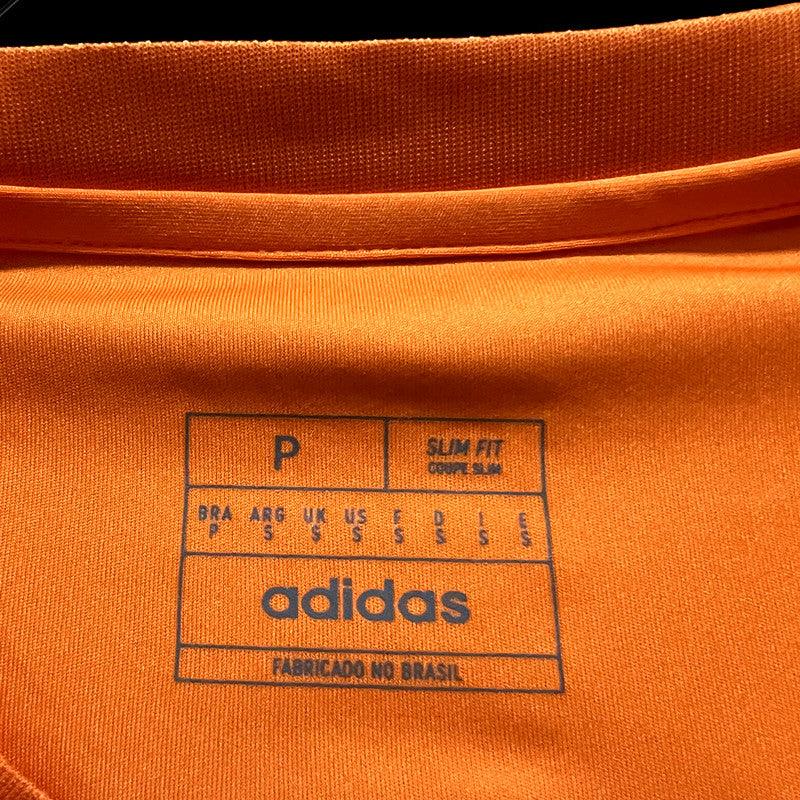 P
SLIM FIT
COUPE SLIM
BRA ARG UK US F D I E
P S S S S S S S
adidas
FABRICADO NO BRASIL